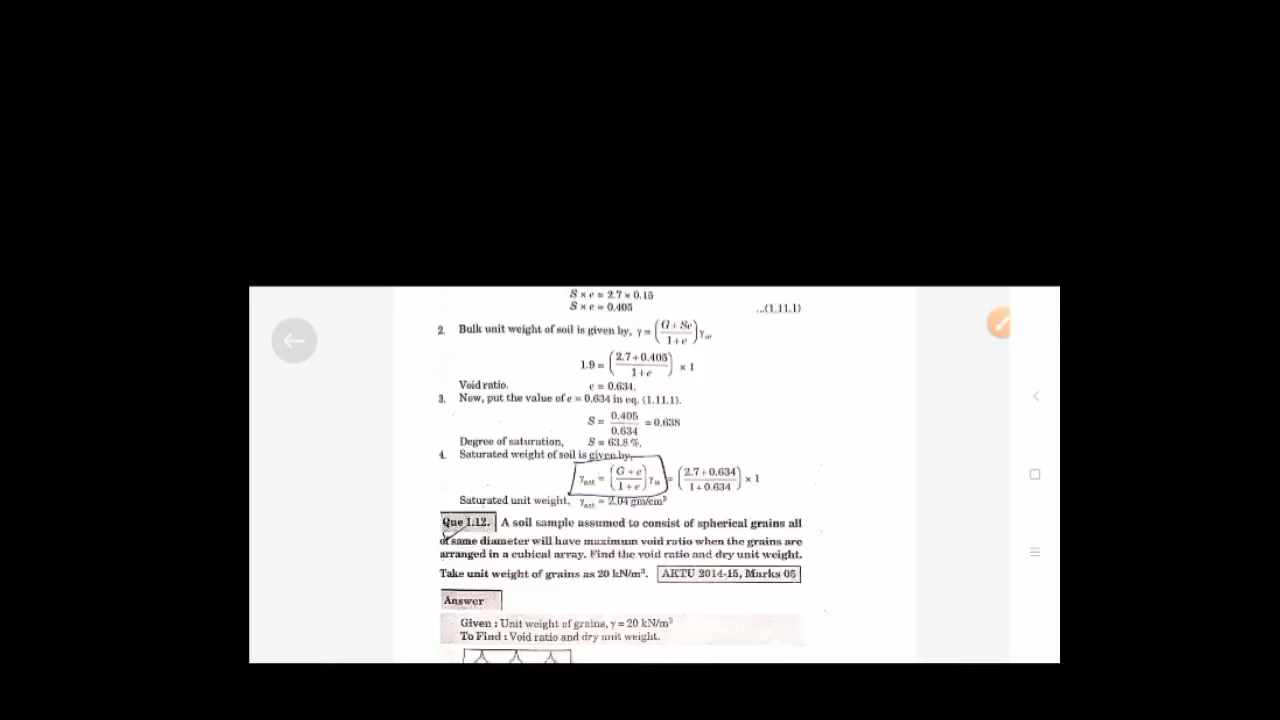 S × e = 2.7 × 0.15
S × e = 0.405 ...(1.11.1)
2. Bulk unit weight of soil is given by, γ = ((G + Se)/(1 + e)) γw
1.9 = ((2.7 + 0.405)/(1 + e)) × 1
Void ratio, e = 0.634.
3. Now, put the value of e = 0.634 in eq. (1.11.1).
S = 0.405/0.634 = 0.638
Degree of saturation, S = 63.8 %.
4. Saturated weight of soil is given by,
γsat = ((G + e)/(1 + e)) γw = ((2.7 + 0.634)/(1 + 0.634)) × 1
Saturated unit weight, γsat = 2.04 gm/cm³
Que 1.12. A soil sample assumed to consist of spherical grains all
of same diameter will have maximum void ratio when the grains are
arranged in a cubical array. Find the void ratio and dry unit weight.
Take unit weight of grains as 20 kN/m³. AKTU 2014-15, Marks 05
Answer
Given : Unit weight of grains, γ = 20 kN/m³
To Find : Void ratio and dry unit weight.